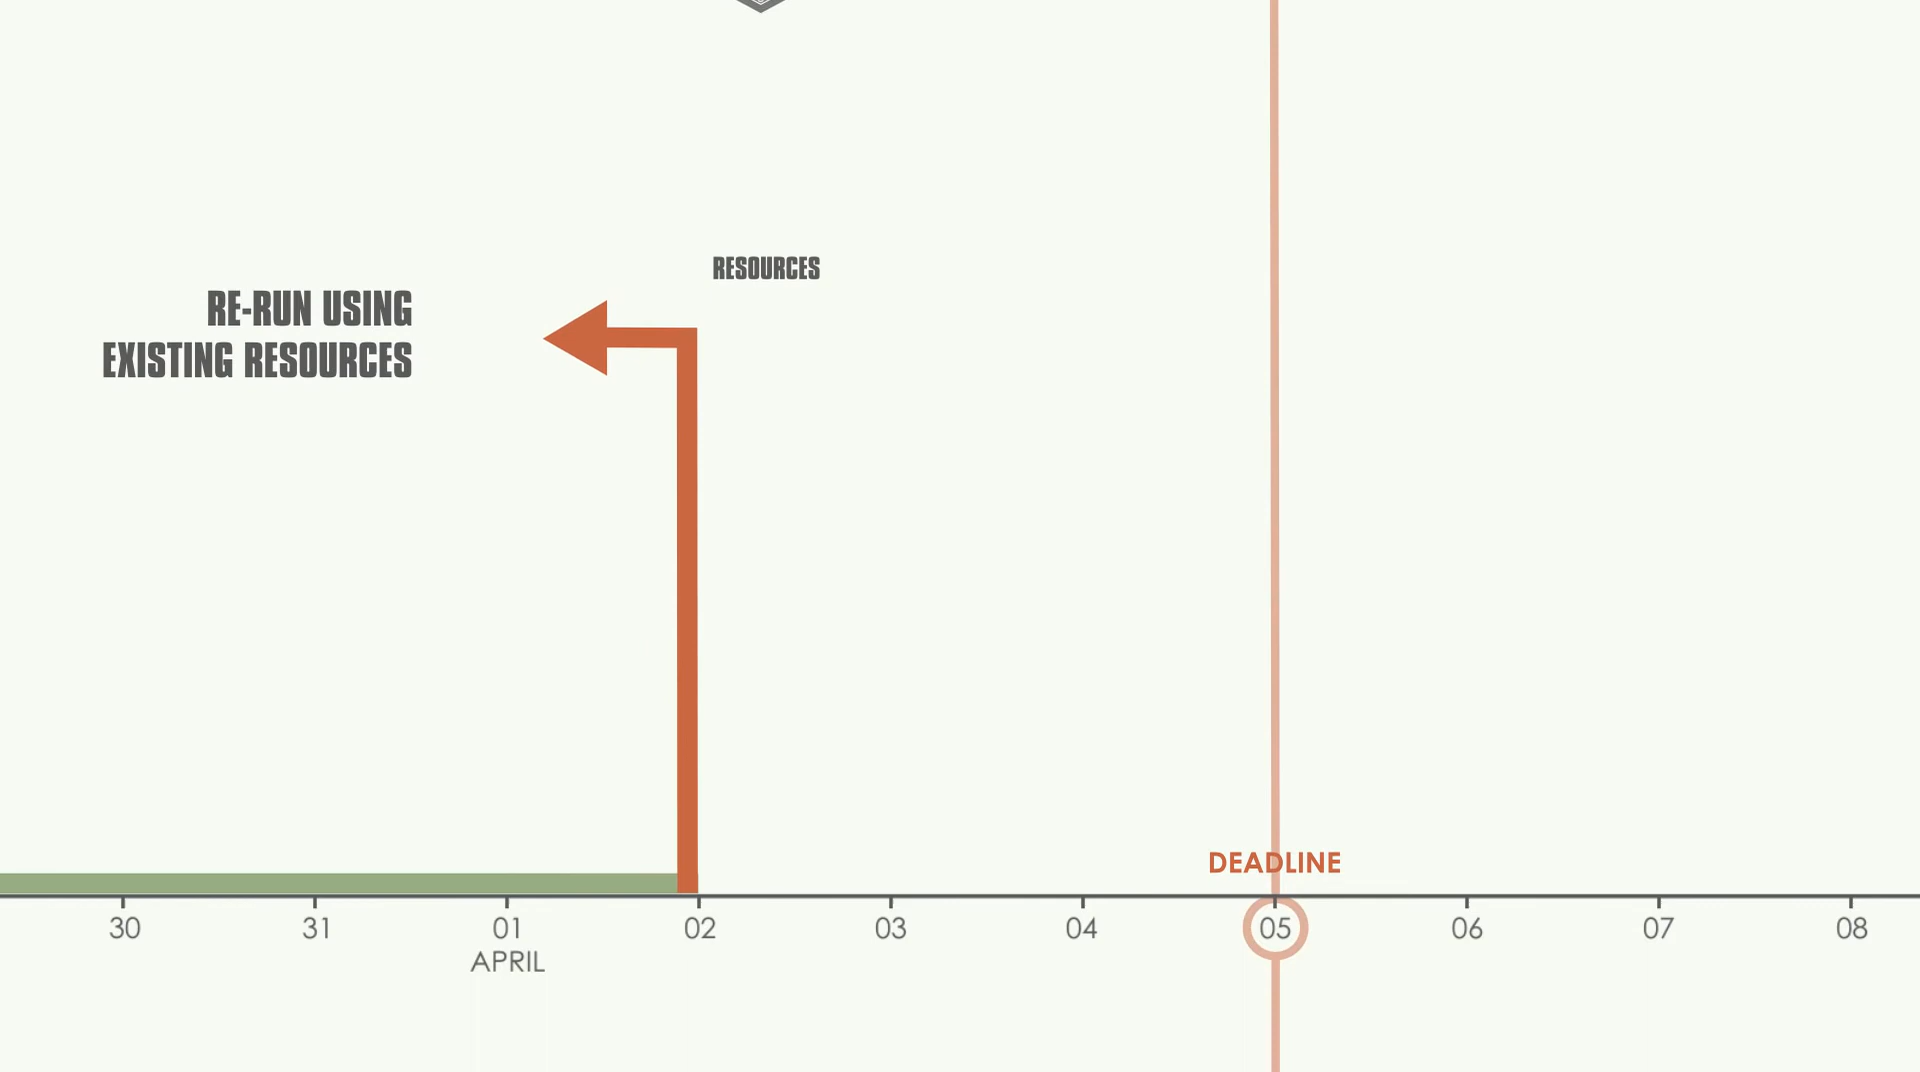 RESOURCES
RE-RUN USING
EXISTING RESOURCES
DEADLINE
30 31 01 02 03 04 05 06 07 08
APRIL